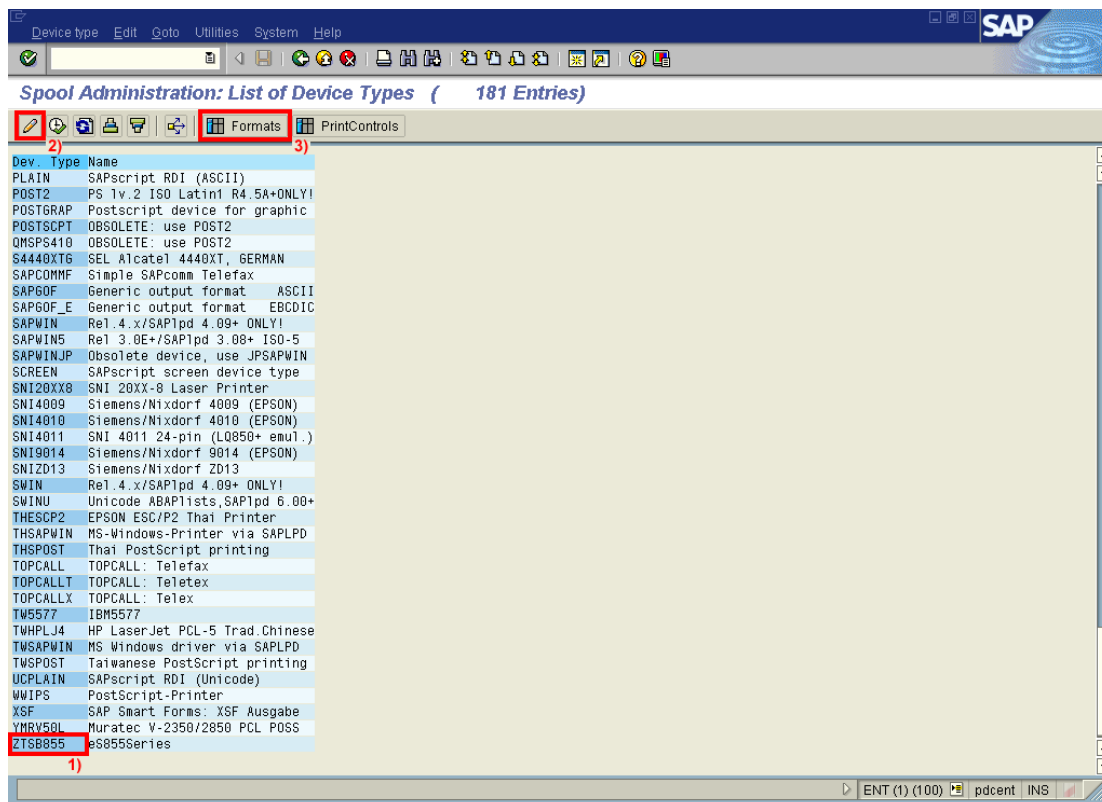 Device type Edit Goto Utilities System Help
SAP
Spool Administration: List of Device Types ( 181 Entries)
Formats PrintControls
2) 3)
Dev. Type Name
PLAIN SAPscript RDI (ASCII)
POST2 PS lv.2 ISO Latin1 R4.5A+ONLY!
POSTGRAP Postscript device for graphic
POSTSCPT OBSOLETE: use POST2
QMSPS410 OBSOLETE: use POST2
S4440XTG SEL Alcatel 4440XT, GERMAN
SAPCOMMF Simple SAPcomm Telefax
SAPGOF Generic output format ASCII
SAPGOF_E Generic output format EBCDIC
SAPWIN Rel.4.x/SAPlpd 4.09+ ONLY!
SAPWIN5 Rel 3.0E+/SAPlpd 3.08+ ISO-5
SAPWINJP Obsolete device, use JPSAPWIN
SCREEN SAPscript screen device type
SNI20XX8 SNI 20XX-8 Laser Printer
SNI4009 Siemens/Nixdorf 4009 (EPSON)
SNI4010 Siemens/Nixdorf 4010 (EPSON)
SNI4011 SNI 4011 24-pin (LQ850+ emul.)
SNI9014 Siemens/Nixdorf 9014 (EPSON)
SNIZD13 Siemens/Nixdorf ZD13
SWIN Rel.4.x/SAPlpd 4.09+ ONLY!
SWINU Unicode ABAPlists,SAPlpd 6.00+
THESCP2 EPSON ESC/P2 Thai Printer
THSAPWIN MS-Windows-Printer via SAPLPD
THSPOST Thai PostScript printing
TOPCALL TOPCALL: Telefax
TOPCALLT TOPCALL: Teletex
TOPCALLX TOPCALL: Telex
TW5577 IBM5577
TWHPLJ4 HP LaserJet PCL-5 Trad.Chinese
TWSAPWIN MS Windows driver via SAPLPD
TWSPOST Taiwanese PostScript printing
UCPLAIN SAPscript RDI (Unicode)
WWIPS PostScript-Printer
XSF SAP Smart Forms: XSF Ausgabe
YMRV50L Muratec V-2350/2850 PCL POSS
ZTSB855 eS855Series
1)
ENT (1) (100) pdcent INS